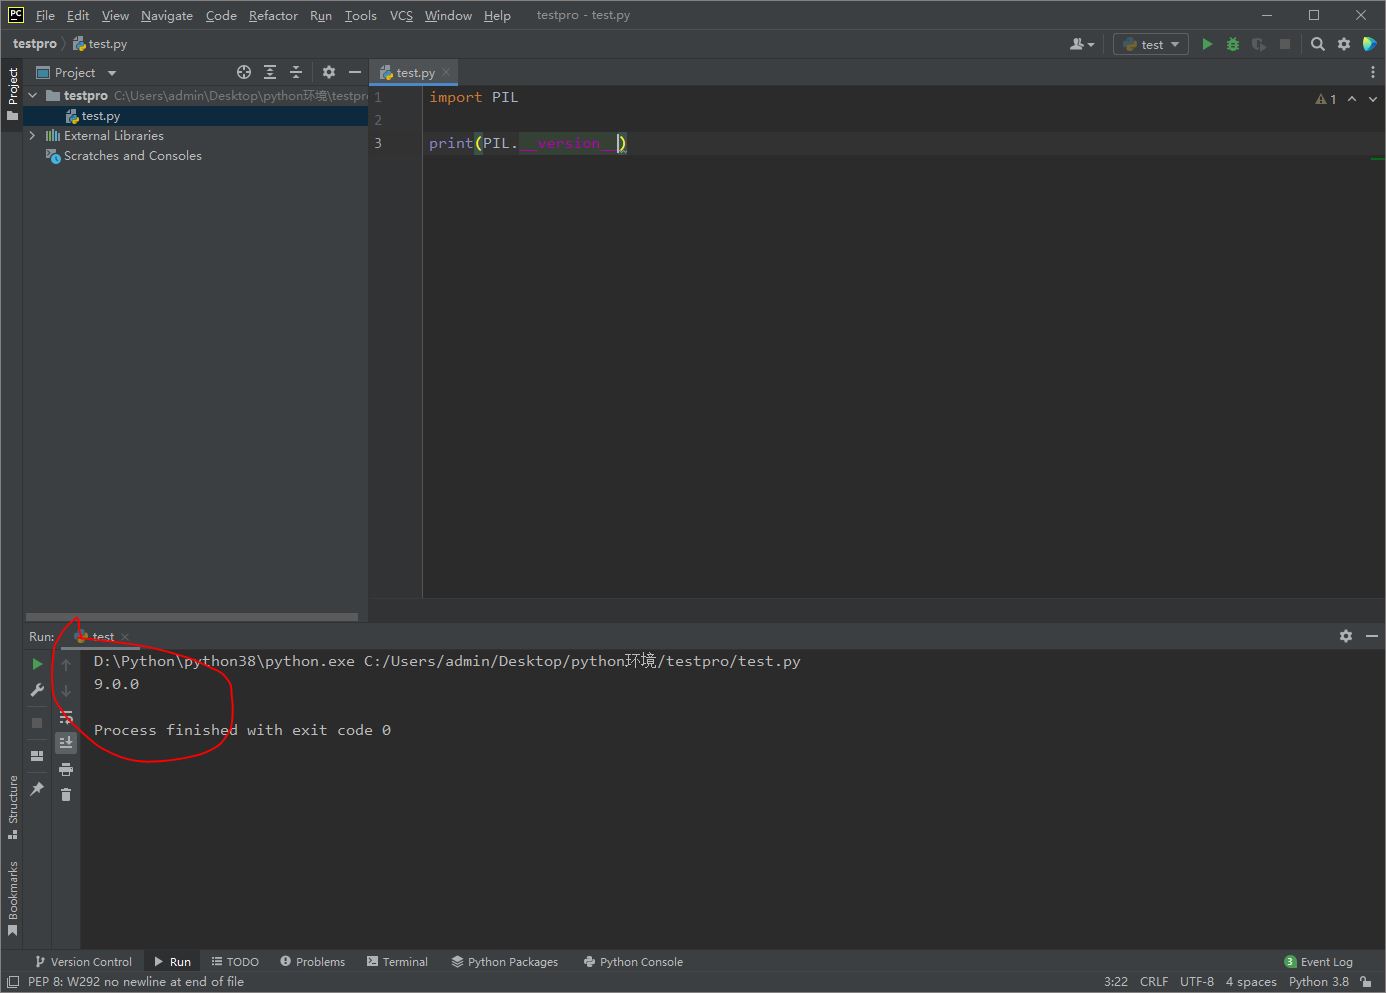 PC File Edit View Navigate Code Refactor Run Tools VCS Window Help testpro - test.py
testpro test.py test
Project
Project test.py
testpro C:\Users\admin\Desktop\python环境\testpro
test.py
External Libraries
Scratches and Consoles
1 import PIL
1
2
3 print(PIL.__version__)
Run: test
D:\Python\python38\python.exe C:/Users/admin/Desktop/python环境/testpro/test.py
9.0.0
Process finished with exit code 0
Structure
Bookmarks
Version Control Run TODO Problems Terminal Python Packages Python Console 3 Event Log
PEP 8: W292 no newline at end of file 3:22 CRLF UTF-8 4 spaces Python 3.8